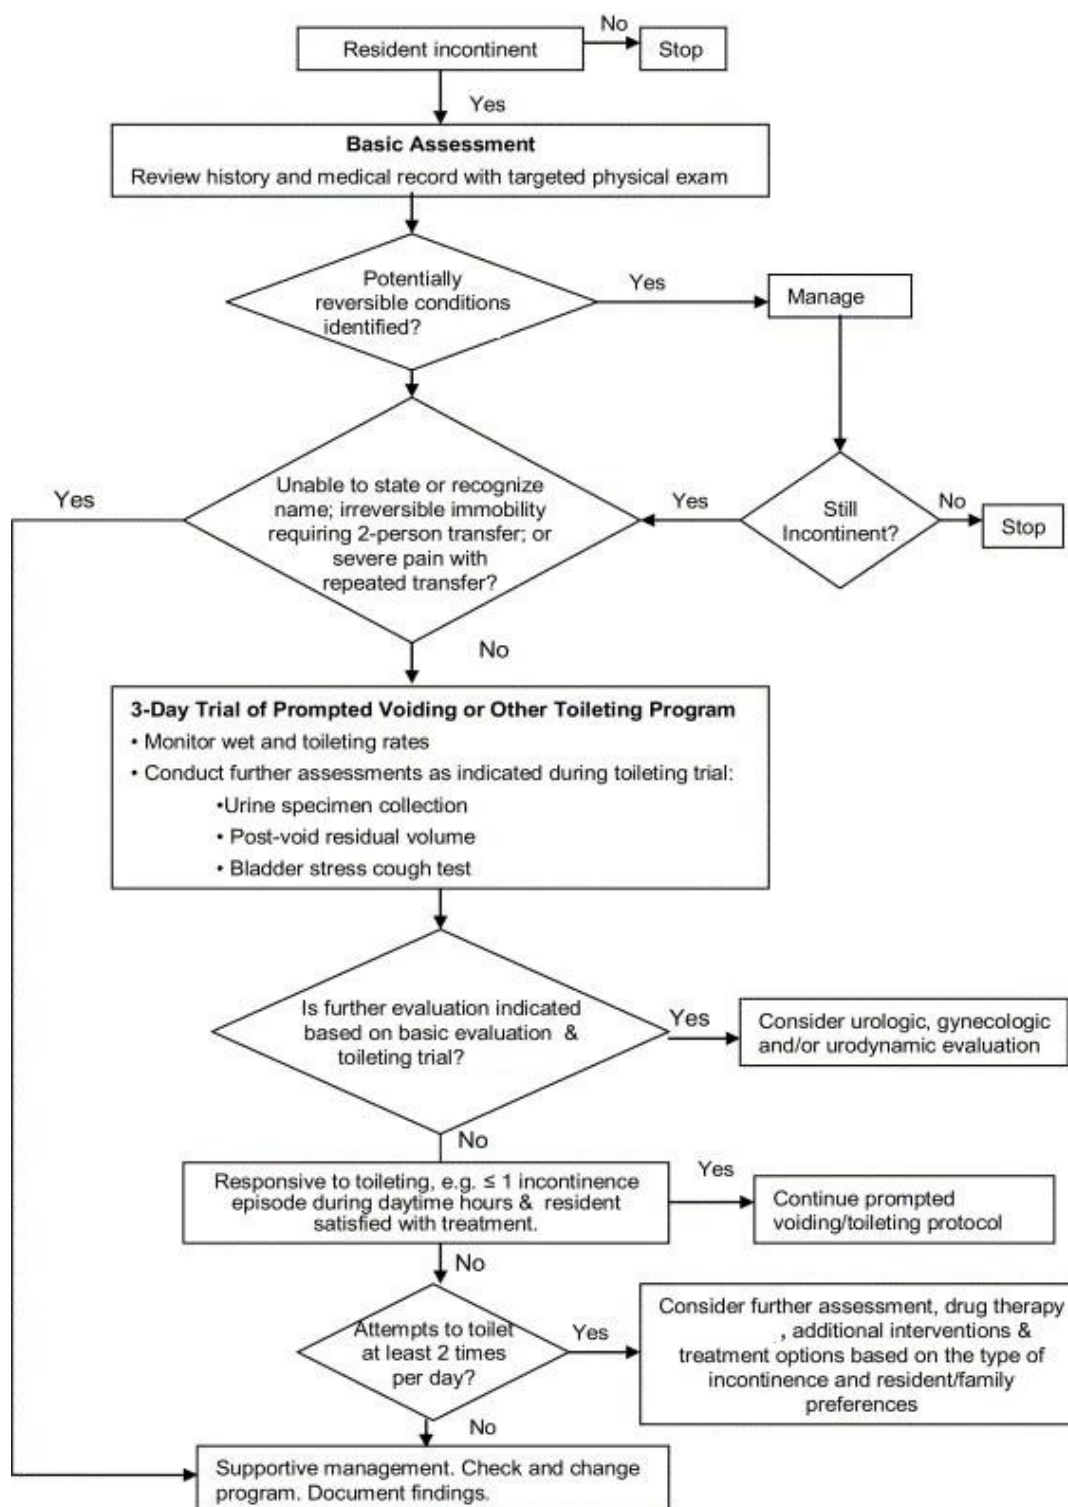 Resident incontinent
No
Stop
Yes
Basic Assessment
Review history and medical record with targeted physical exam
Potentially
reversible conditions
identified?
Yes
Manage
Yes
Unable to state or recognize
name; irreversible immobility
requiring 2-person transfer; or
severe pain with
repeated transfer?
Yes
Still
Incontinent?
No
Stop
No
3-Day Trial of Prompted Voiding or Other Toileting Program
• Monitor wet and toileting rates
• Conduct further assessments as indicated during toileting trial:
•Urine specimen collection
• Post-void residual volume
• Bladder stress cough test
Is further evaluation indicated
based on basic evaluation &
toileting trial?
Yes
Consider urologic, gynecologic
and/or urodynamic evaluation
No
Responsive to toileting, e.g. ≤ 1 incontinence
episode during daytime hours & resident
satisfied with treatment.
Yes
Continue prompted
voiding/toileting protocol
No
Attempts to toilet
at least 2 times
per day?
Yes
Consider further assessment, drug therapy
, additional interventions &
treatment options based on the type of
incontinence and resident/family
preferences
No
Supportive management. Check and change
program. Document findings.